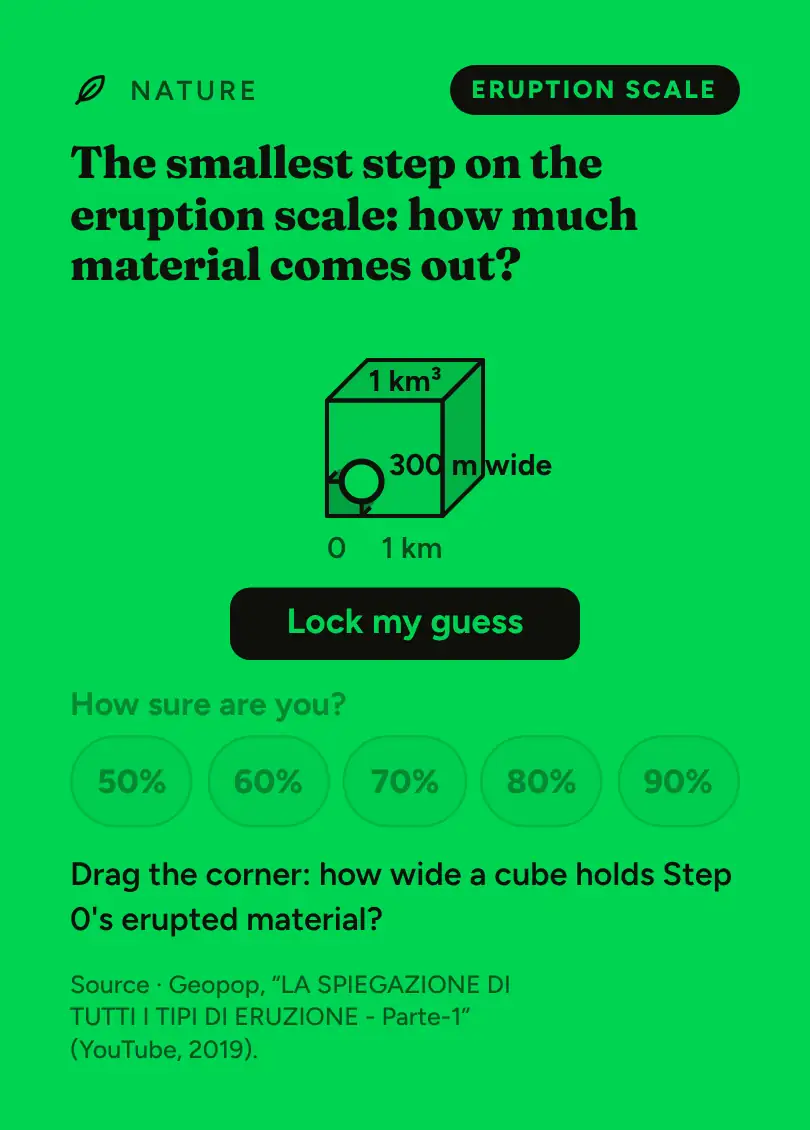 NATURE
ERUPTION SCALE
The smallest step on the
eruption scale: how much
material comes out?
1 km³
300 m wide
0
1 km
Lock my guess
How sure are you?
50%
60%
70%
80%
90%
Drag the corner: how wide a cube holds Step
0's erupted material?
Source · Geopop, “LA SPIEGAZIONE DI
TUTTI I TIPI DI ERUZIONE - Parte-1”
(YouTube, 2019).